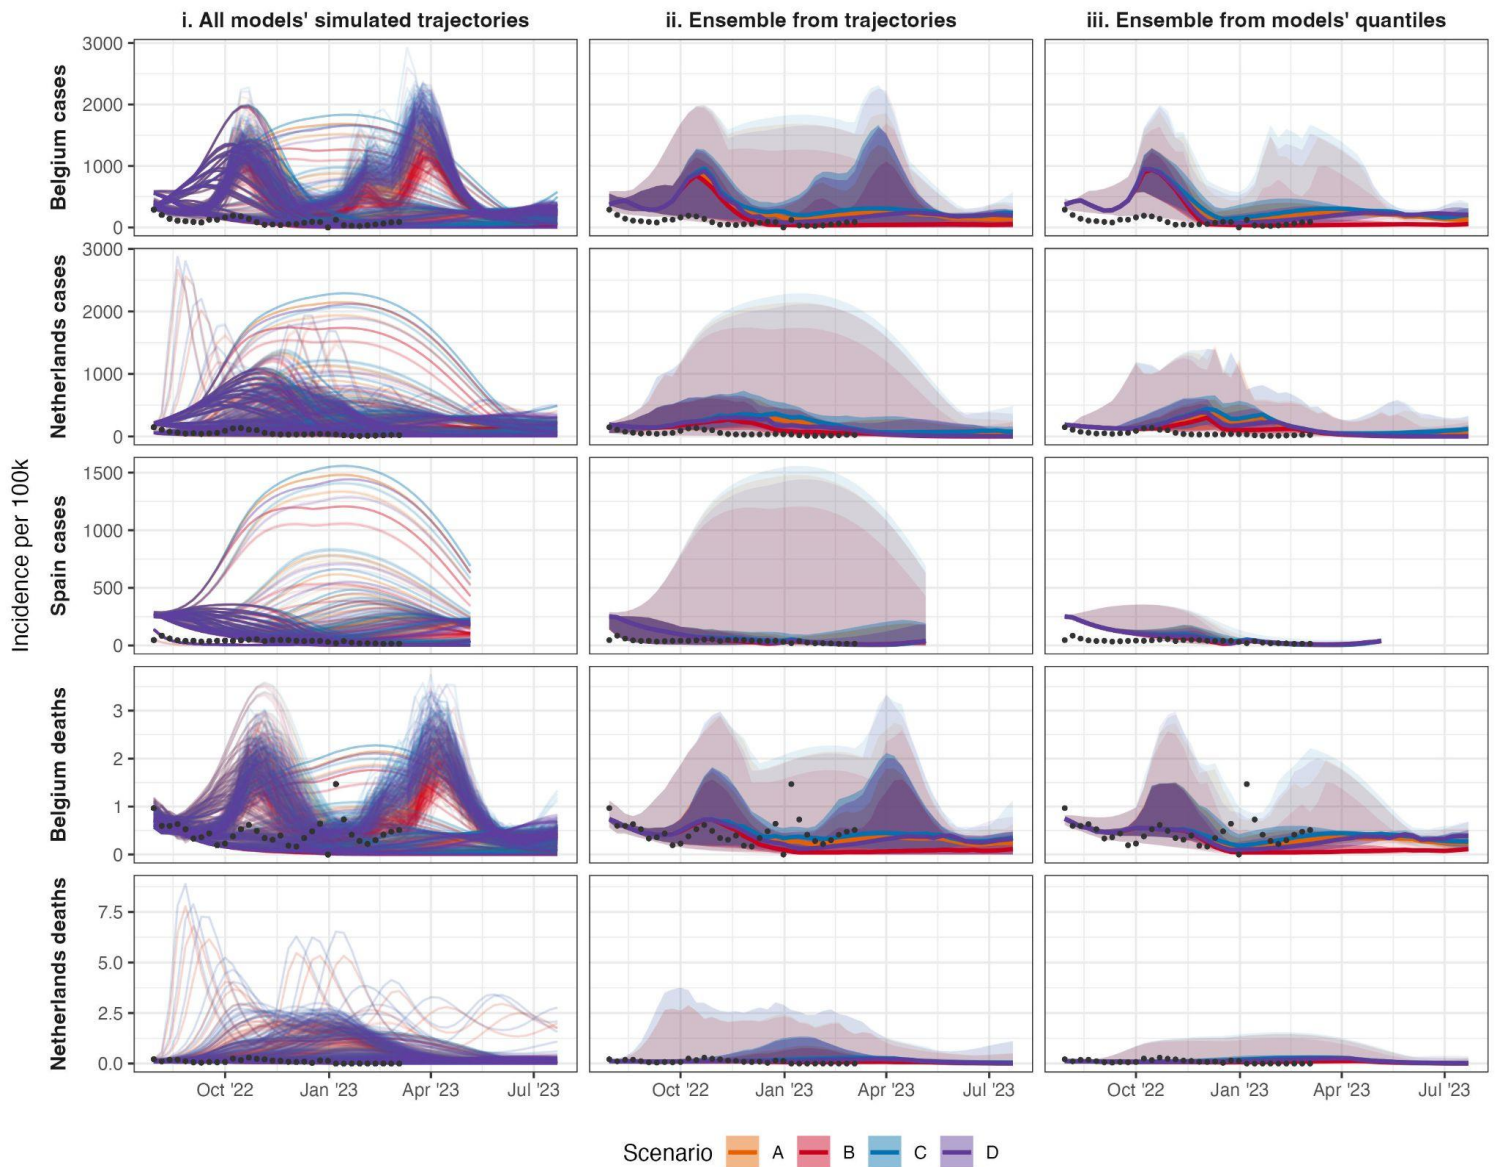 i. All models' simulated trajectories
ii. Ensemble from trajectories
iii. Ensemble from models' quantiles
Incidence per 100k
Belgium cases
3000
2000
1000
0
Netherlands cases
3000
2000
1000
0
Spain cases
1500
1000
500
0
Belgium deaths
3
2
1
0
Netherlands deaths
7.5
5.0
2.5
0.0
Oct '22 Jan '23 Apr '23 Jul '23
Oct '22 Jan '23 Apr '23 Jul '23
Oct '22 Jan '23 Apr '23 Jul '23
Scenario A B C D